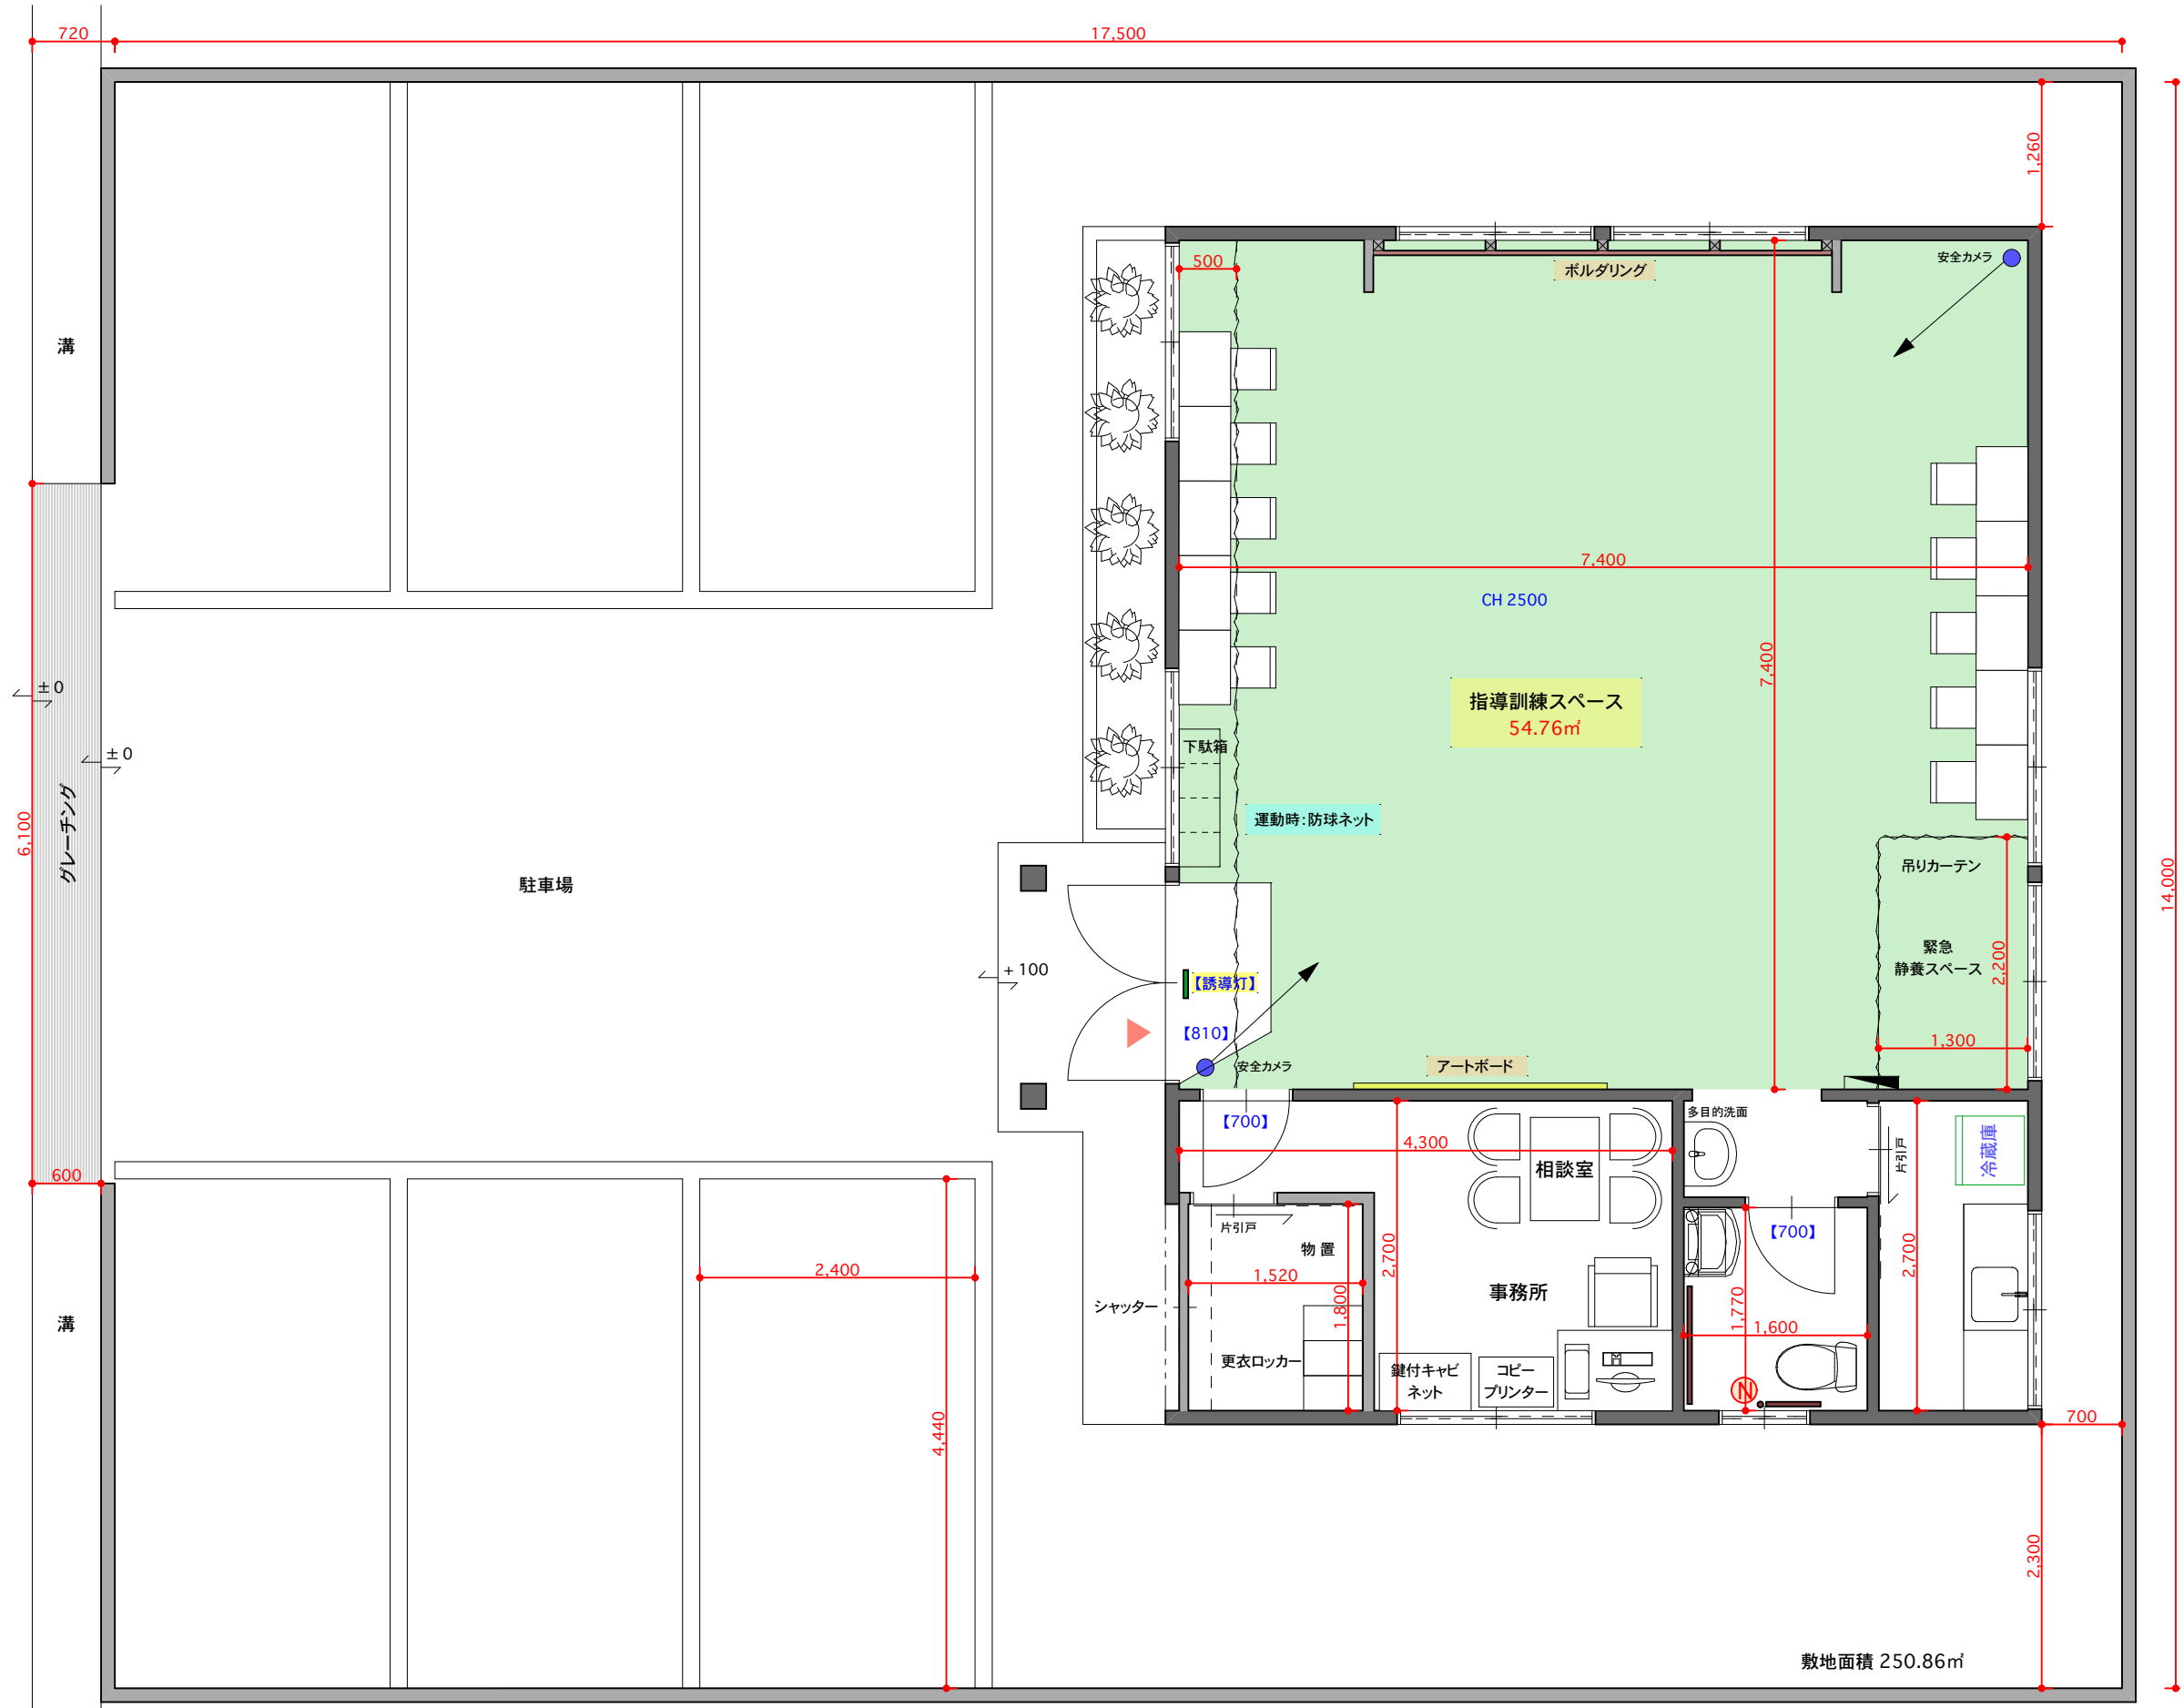 720
17,500
1,260
500
ボルダリング
安全カメラ
溝
7,400
CH 2500
7,400
指導訓練スペース
54.76㎡
±0
±0
下駄箱
運動時:防球ネット
6,100
グレーチング
駐車場
吊りカーテン
14,000
緊急
静養スペース
2,200
+100
【誘導灯】
【810】
1,300
安全カメラ
アートボード
【700】
多目的洗面
4,300
相談室
片引戸
冷蔵庫
600
片引戸
物置
【700】
2,400
1,520
2,700
2,700
シャッター
1,800
事務所
1,770
1,600
溝
更衣ロッカー
鍵付キャビ
ネット
コピー
プリンター
N
700
4,440
2,300
敷地面積 250.86㎡